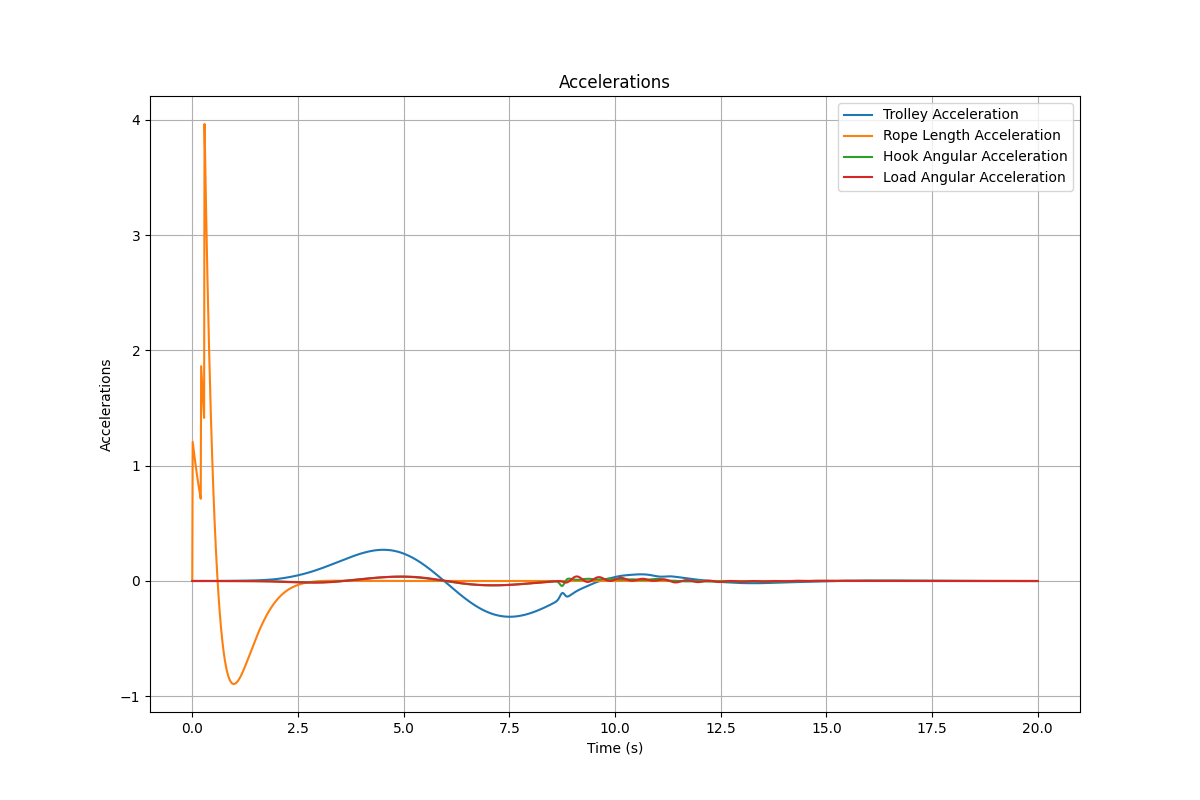 Accelerations
Trolley Acceleration
Rope Length Acceleration
Hook Angular Acceleration
Load Angular Acceleration
Accelerations
4
3
2
1
0
−1
0.0 2.5 5.0 7.5 10.0 12.5 15.0 17.5 20.0
Time (s)